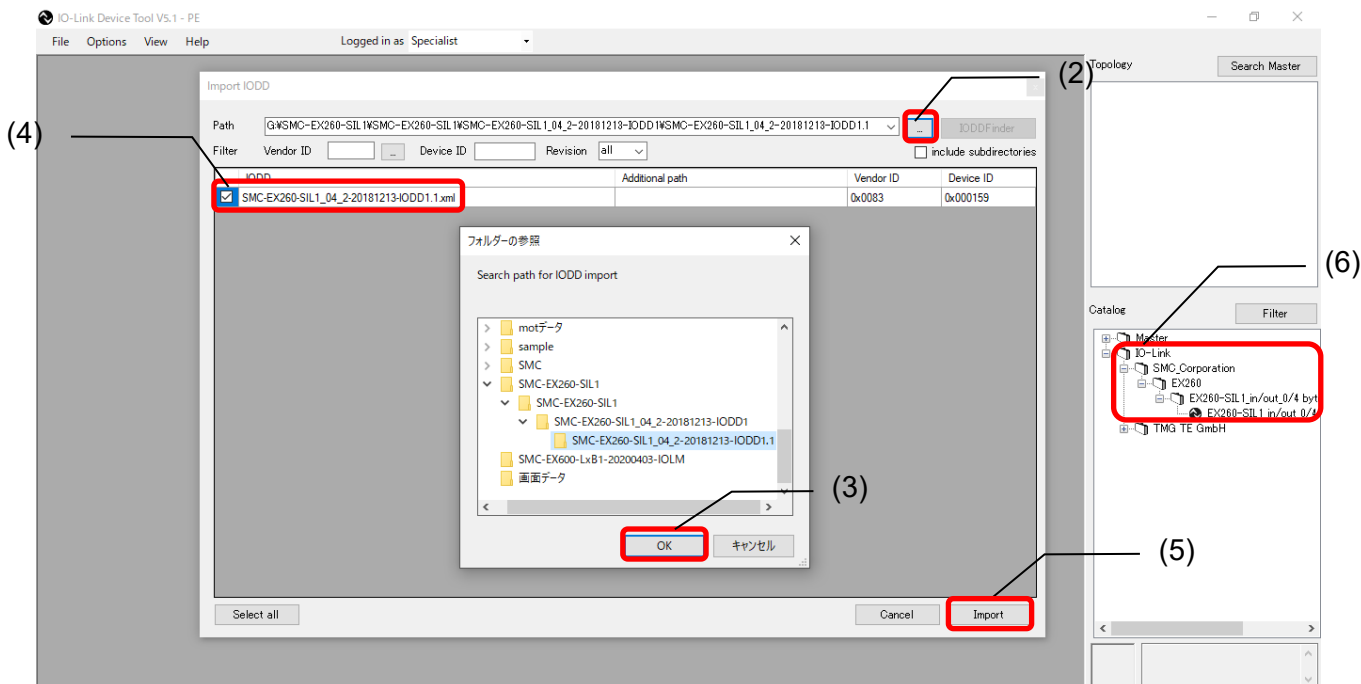 IO-Link Device Tool V5.1 - PE
File Options View Help Logged in as Specialist
Import IODD
(2)
Topology Search Master
(4)
Path G:¥SMC-EX260-SIL1¥SMC-EX260-SIL1¥SMC-EX260-SIL1_04_2-20181213-IODD1¥SMC-EX260-SIL1_04_2-20181213-IODD1.1 ... IODDFinder
Filter Vendor ID ... Device ID Revision all include subdirectories
IODD Additional path Vendor ID Device ID
SMC-EX260-SIL1_04_2-20181213-IODD1.1.xml 0x0083 0x000159
フォルダーの参照
Search path for IODD import
(6)
Catalog Filter
motデータ
sample
SMC
SMC-EX260-SIL1
SMC-EX260-SIL1
SMC-EX260-SIL1_04_2-20181213-IODD1
SMC-EX260-SIL1_04_2-20181213-IODD1.1
SMC-EX600-LxB1-20200403-IOLM
画面データ
Master
IO-Link
SMC_Corporation
EX260
EX260-SIL1_in/out_0/4 byt
EX260-SIL1 in/out 0/4
TMG TE GmbH
(3)
OK キャンセル
(5)
Select all Cancel Import